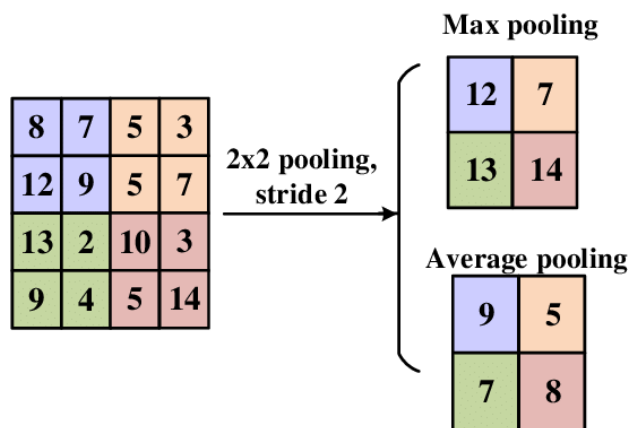 Max pooling
12 7
13 14
8 7 5 3
12 9 5 7
13 2 10 3
9 4 5 14
2x2 pooling,
stride 2
Average pooling
9 5
7 8